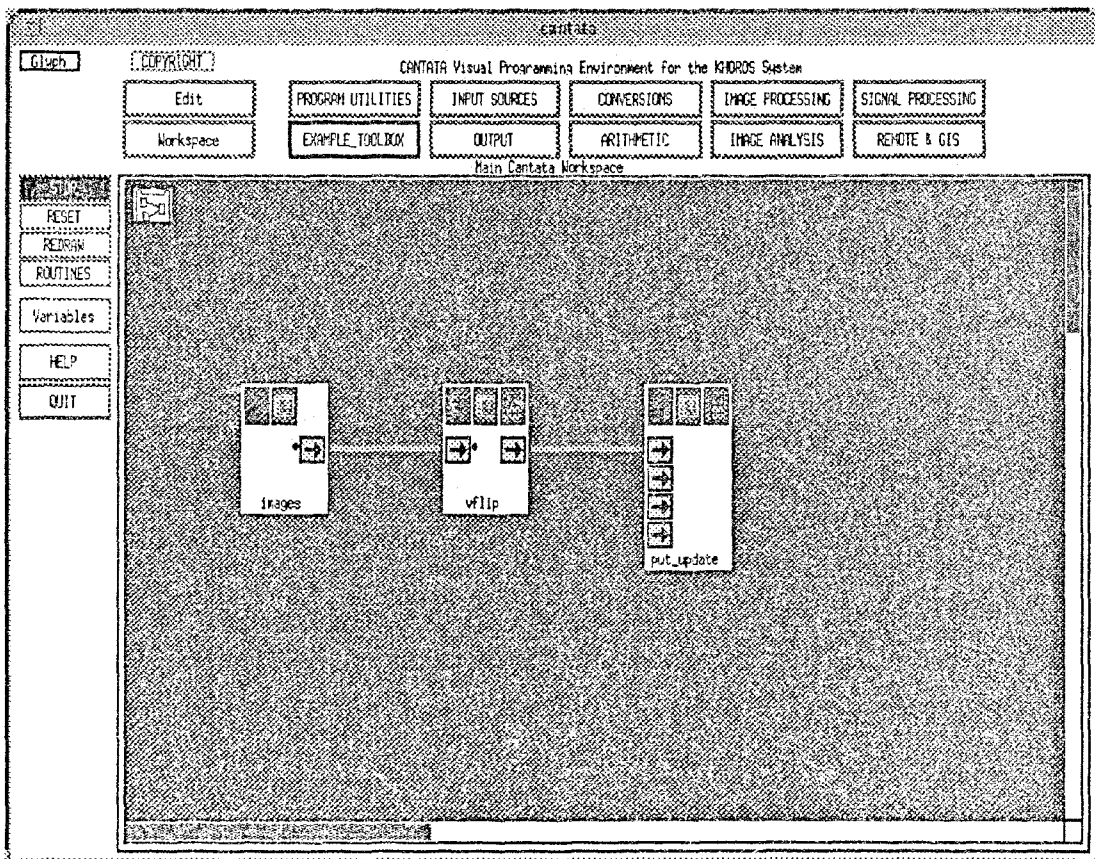 cantata
Glyph
COPYRIGHT
CANTATA Visual Programming Environment for the KHOROS System
Edit
PROGRAM UTILITIES
INPUT SOURCES
CONVERSIONS
IMAGE PROCESSING
SIGNAL PROCESSING
Workspace
EXAMPLE_TOOLBOX
OUTPUT
ARITHMETIC
IMAGE ANALYSIS
REMOTE & GIS
Main Cantata Workspace
RESET
REDRAW
ROUTINES
Variables
HELP
QUIT
images
vflip
put_update